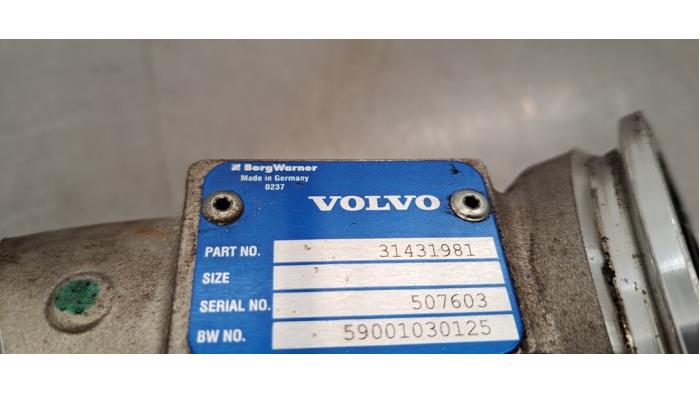 BorgWarner
Made in Germany
0237
VOLVO
PART NO. 31431981
SIZE
SERIAL NO. 507603
BW NO. 59001030125